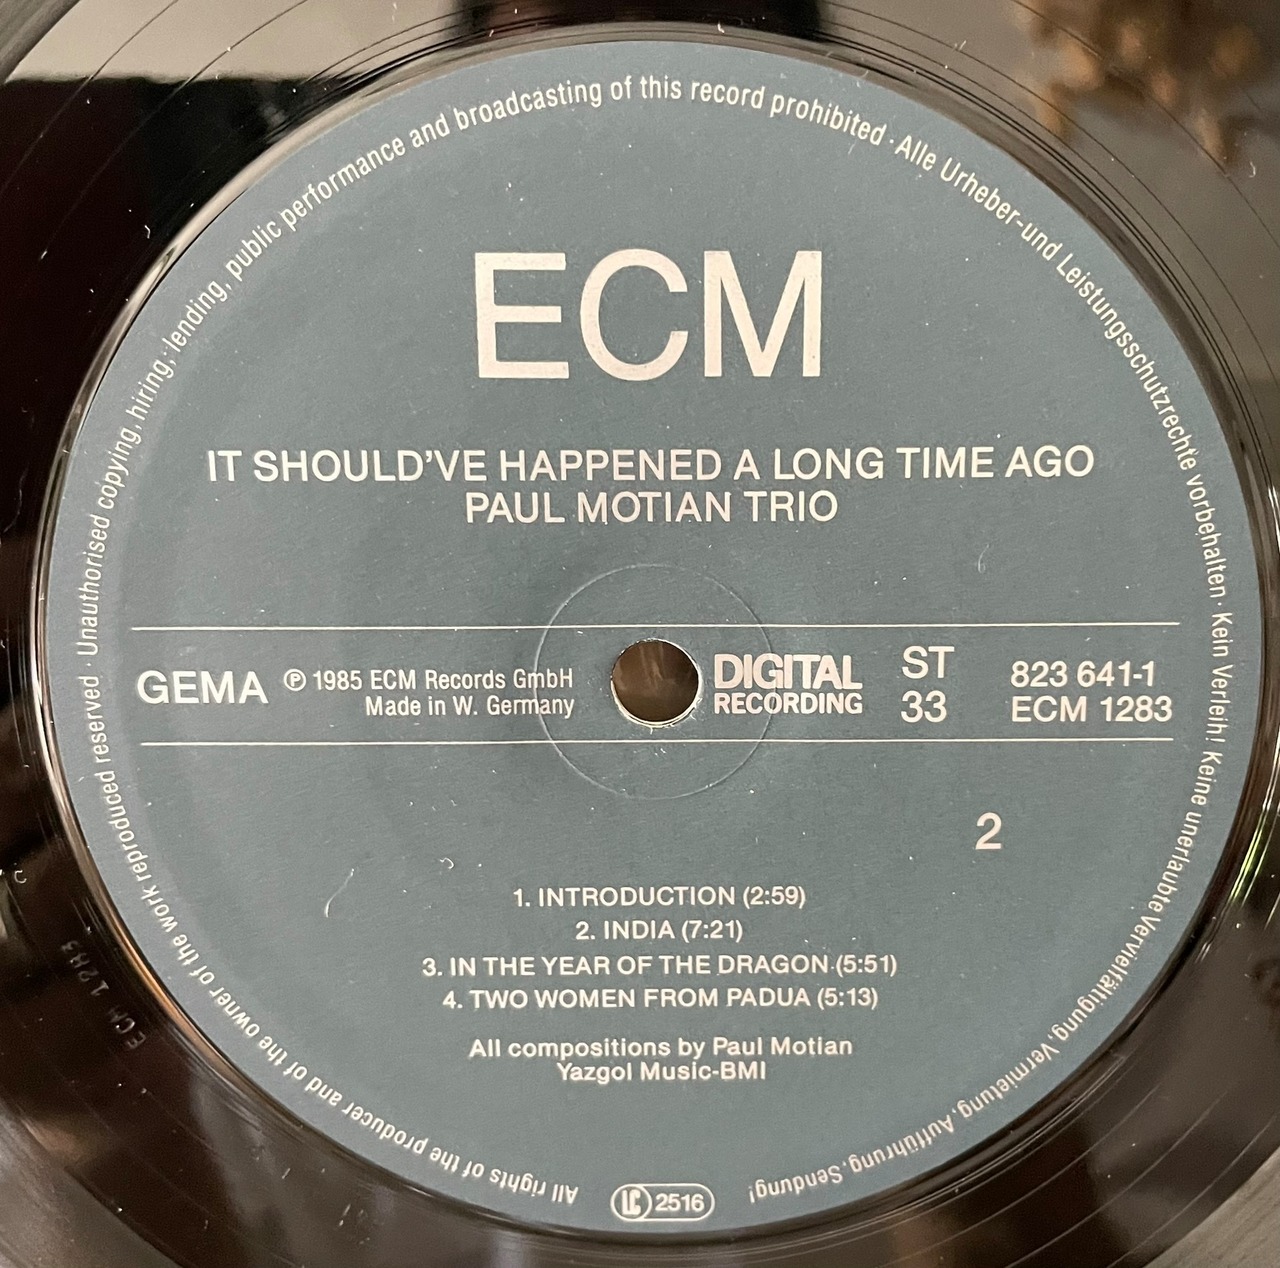 All rights of the producer and of the owner of the work reproduced reserved · Unauthorised copying, hiring, lending, public performance and broadcasting of this record prohibited · Alle Urheber-und Leistungsschutzrechte vorbehalten · Kein Verleih! Keine unerlaubte Vervielfältigung, Vermietung, Aufführung, Sendung!
ECM
IT SHOULD'VE HAPPENED A LONG TIME AGO
PAUL MOTIAN TRIO
GEMA
℗ 1985 ECM Records GmbH
Made in W. Germany
DIGITAL
RECORDING
ST
33
823 641-1
ECM 1283
2
1. INTRODUCTION (2:59)
2. INDIA (7:21)
3. IN THE YEAR OF THE DRAGON (5:51)
4. TWO WOMEN FROM PADUA (5:13)
All compositions by Paul Motian
Yazgol Music-BMI
LC 2516